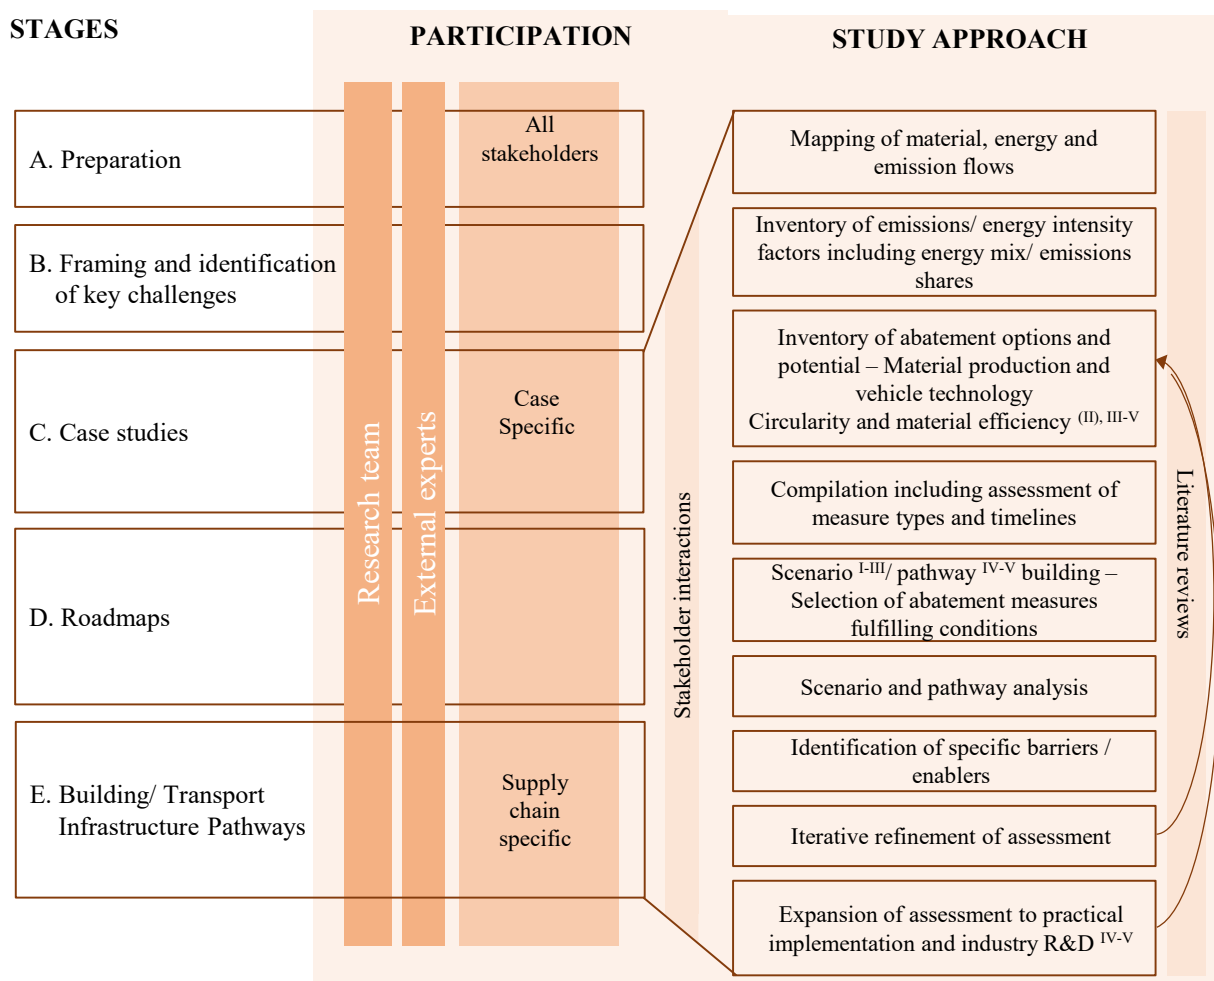 STAGES
PARTICIPATION
STUDY APPROACH
A. Preparation
B. Framing and identification
of key challenges
C. Case studies
D. Roadmaps
E. Building/ Transport
Infrastructure Pathways
Research team
External experts
All
stakeholders
Case
Specific
Supply
chain
specific
Stakeholder interactions
Mapping of material, energy and
emission flows
Inventory of emissions/ energy intensity
factors including energy mix/ emissions
shares
Inventory of abatement options and
potential – Material production and
vehicle technology
Circularity and material efficiency (II), III-V
Compilation including assessment of
measure types and timelines
Scenario I-III/ pathway IV-V building –
Selection of abatement measures
fulfilling conditions
Scenario and pathway analysis
Identification of specific barriers /
enablers
Iterative refinement of assessment
Expansion of assessment to practical
implementation and industry R&D IV-V
Literature reviews